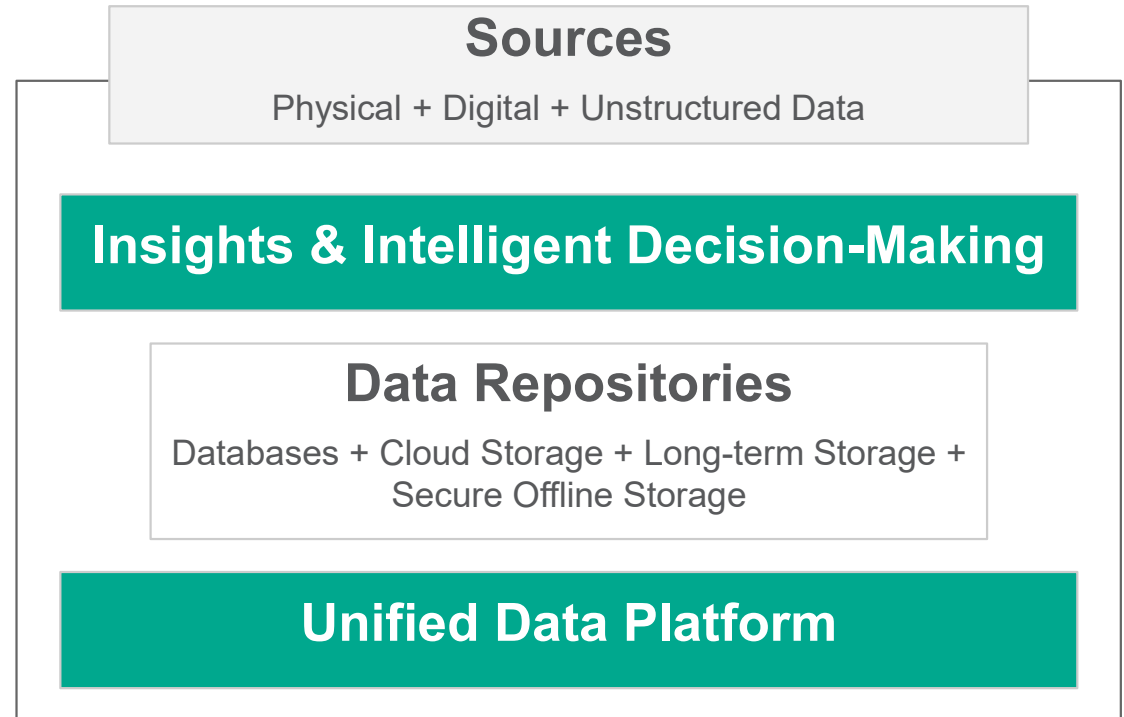 Sources
Physical + Digital + Unstructured Data
Insights & Intelligent Decision-Making
Data Repositories
Databases + Cloud Storage + Long-term Storage +
Secure Offline Storage
Unified Data Platform